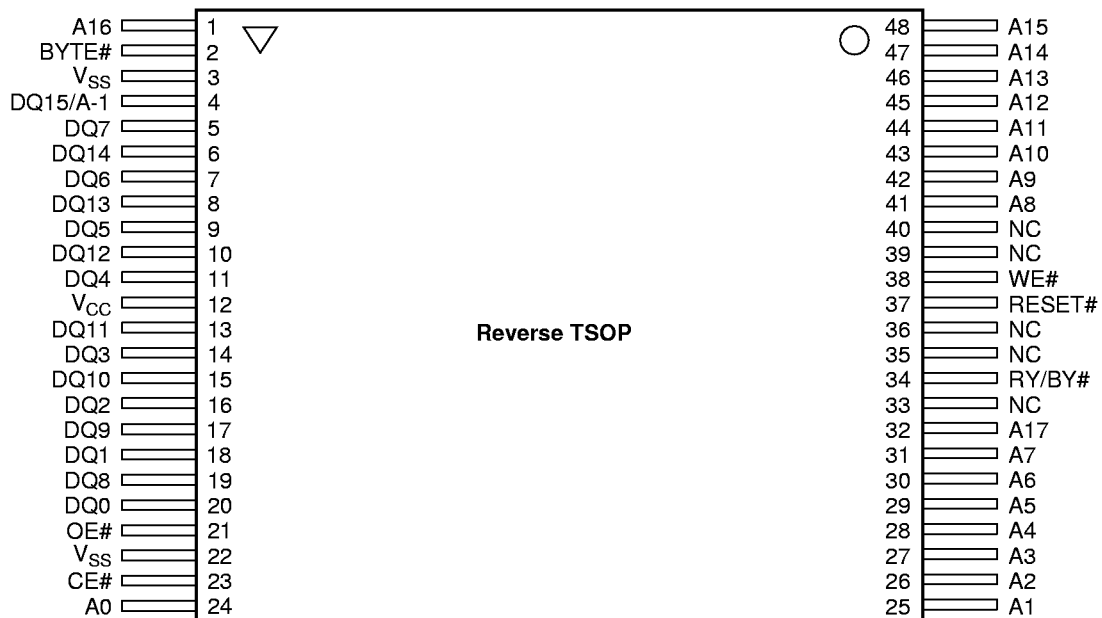 A16 1 48 A15
BYTE# 2 47 A14
VSS 3 46 A13
DQ15/A-1 4 45 A12
DQ7 5 44 A11
DQ14 6 43 A10
DQ6 7 42 A9
DQ13 8 41 A8
DQ5 9 40 NC
DQ12 10 39 NC
DQ4 11 38 WE#
VCC 12 37 RESET#
DQ11 13 Reverse TSOP 36 NC
DQ3 14 35 NC
DQ10 15 34 RY/BY#
DQ2 16 33 NC
DQ9 17 32 A17
DQ1 18 31 A7
DQ8 19 30 A6
DQ0 20 29 A5
OE# 21 28 A4
VSS 22 27 A3
CE# 23 26 A2
A0 24 25 A1